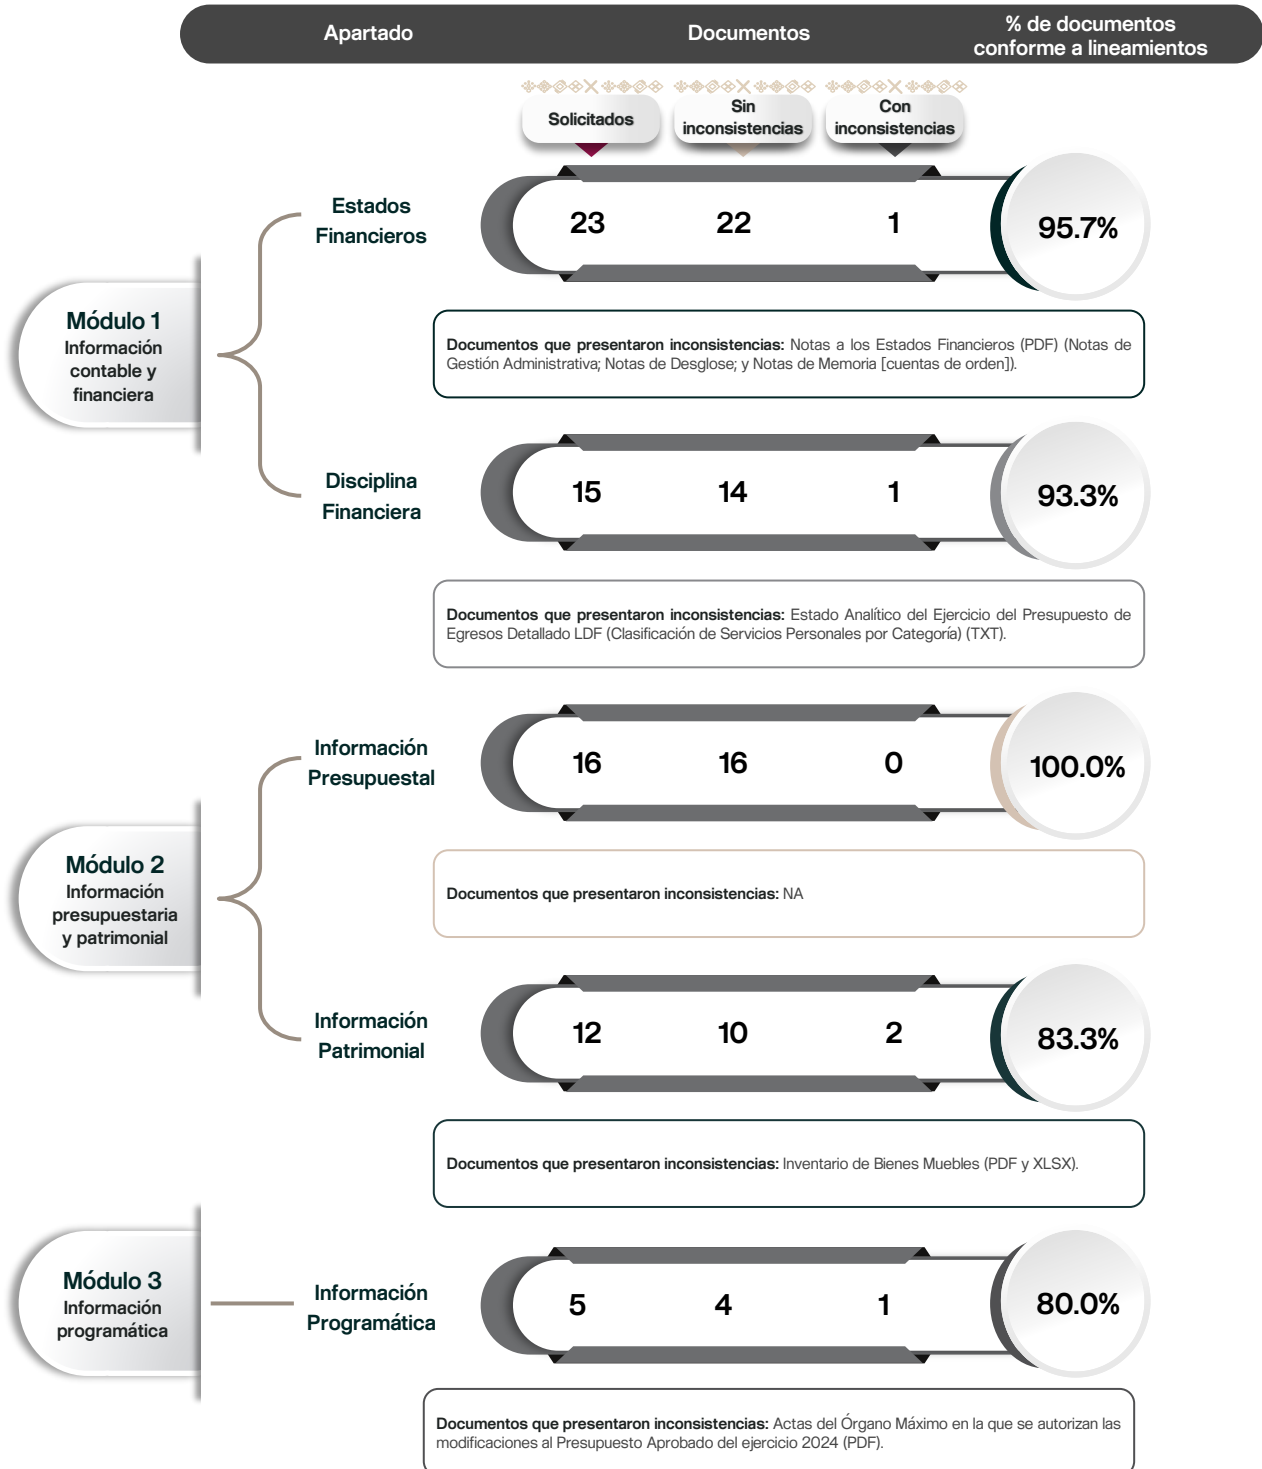 Apartado
Documentos
% de documentos
conforme a lineamientos
Solicitados
Sin
inconsistencias
Con
inconsistencias
Módulo 1
Información
contable y
financiera
Estados
Financieros
23
22
1
95.7%
Documentos que presentaron inconsistencias: Notas a los Estados Financieros (PDF) (Notas de
Gestión Administrativa; Notas de Desglose; y Notas de Memoria [cuentas de orden]).
Disciplina
Financiera
15
14
1
93.3%
Documentos que presentaron inconsistencias: Estado Analítico del Ejercicio del Presupuesto de
Egresos Detallado LDF (Clasificación de Servicios Personales por Categoría) (TXT).
Módulo 2
Información
presupuestaria
y patrimonial
Información
Presupuestal
16
16
0
100.0%
Documentos que presentaron inconsistencias: NA
Información
Patrimonial
12
10
2
83.3%
Documentos que presentaron inconsistencias: Inventario de Bienes Muebles (PDF y XLSX).
Módulo 3
Información
programática
Información
Programática
5
4
1
80.0%
Documentos que presentaron inconsistencias: Actas del Órgano Máximo en la que se autorizan las
modificaciones al Presupuesto Aprobado del ejercicio 2024 (PDF).